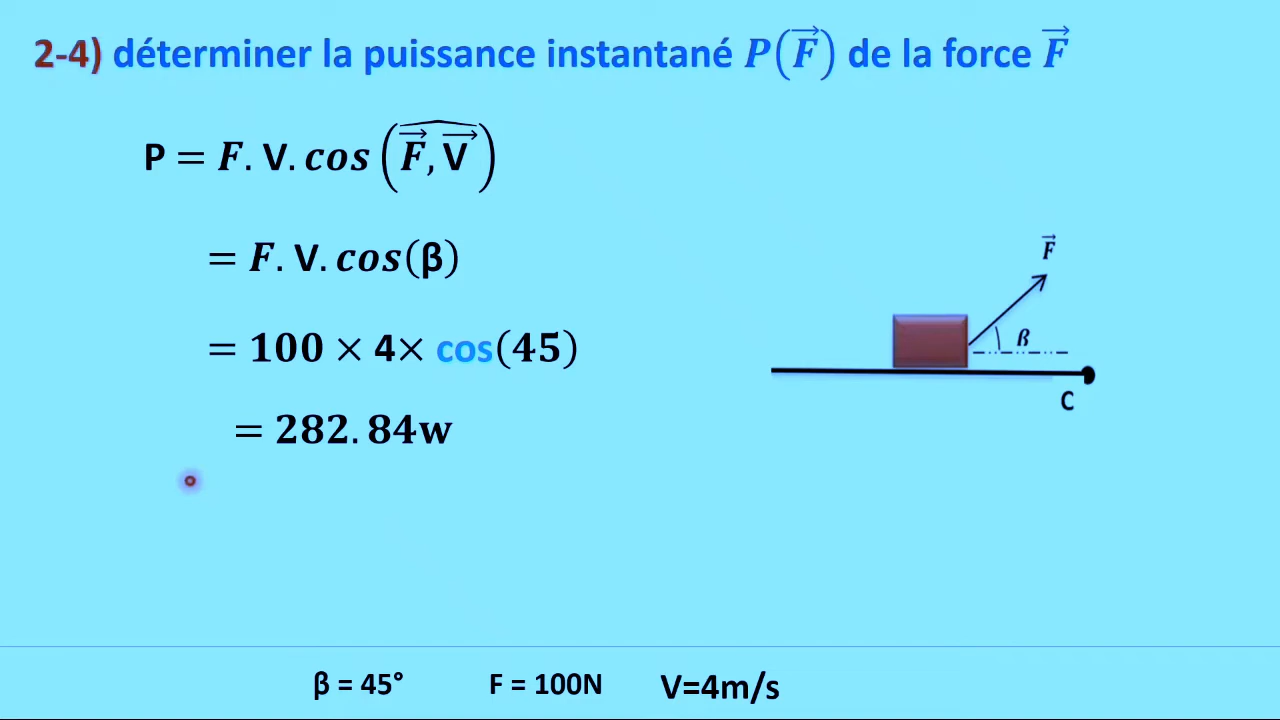 2-4) déterminer la puissance instantané P(F⃗) de la force F⃗
P = F. V. cos (F⃗, V⃗)
= F. V. cos(β)
= 100 × 4× cos(45)
= 282. 84w
F⃗
β
C
β = 45° F = 100N V=4m/s